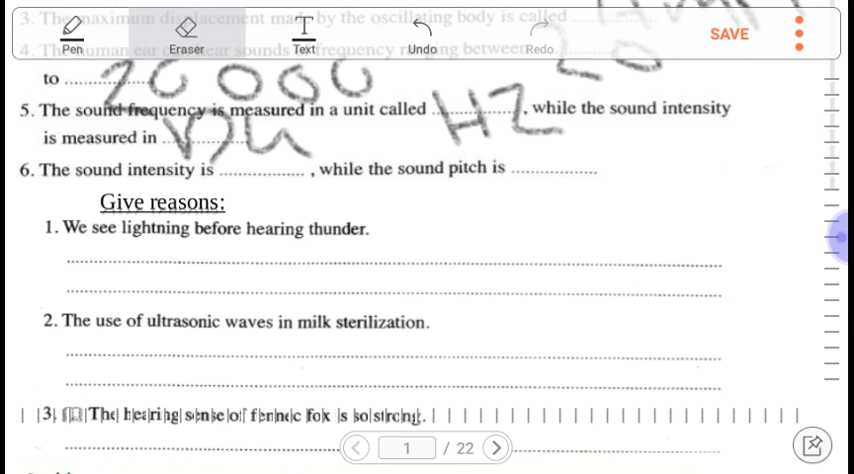 3. The maximum displacement made by the oscillating body is called
4. The human ear can hear sounds of frequency ranging between
Pen Eraser Text Undo Redo SAVE
to .......... 20 000
5. The sound frequency is measured in a unit called .......... HZ , while the sound intensity
is measured in ..........
6. The sound intensity is .................. , while the sound pitch is ..................
Give reasons:
1. We see lightning before hearing thunder.
2. The use of ultrasonic waves in milk sterilization.
3. The hearing sense of fennec fox is so strong.
1 / 22